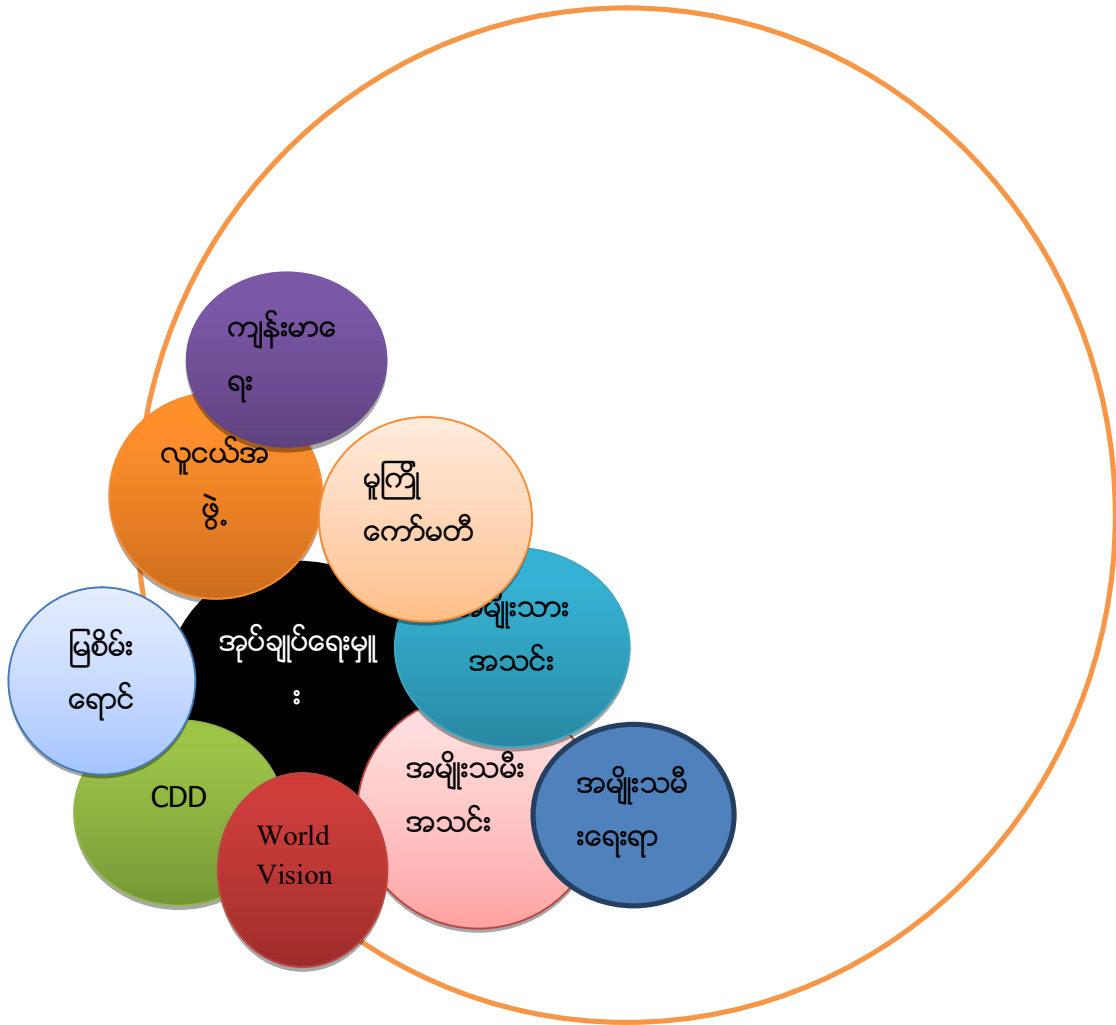 ကျန်းမာေ
ရး
လူငယ်အ
ဖွဲ့
မူကြို
ကော်မတီ
အမျိုးသား
အသင်း
အုပ်ချုပ်ရေးမှူ
း
မြစိမ်း
ရောင်
CDD
World
Vision
အမျိုးသမီး
အသင်း
အမျိုးသမီ
းရေးရာ